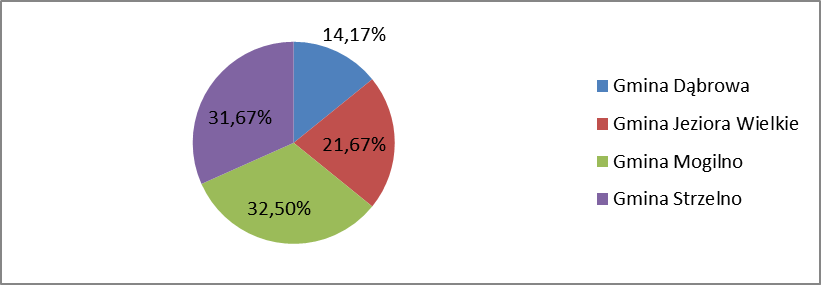 14,17%
21,67%
32,50%
31,67%
Gmina Dąbrowa
Gmina Jeziora Wielkie
Gmina Mogilno
Gmina Strzelno